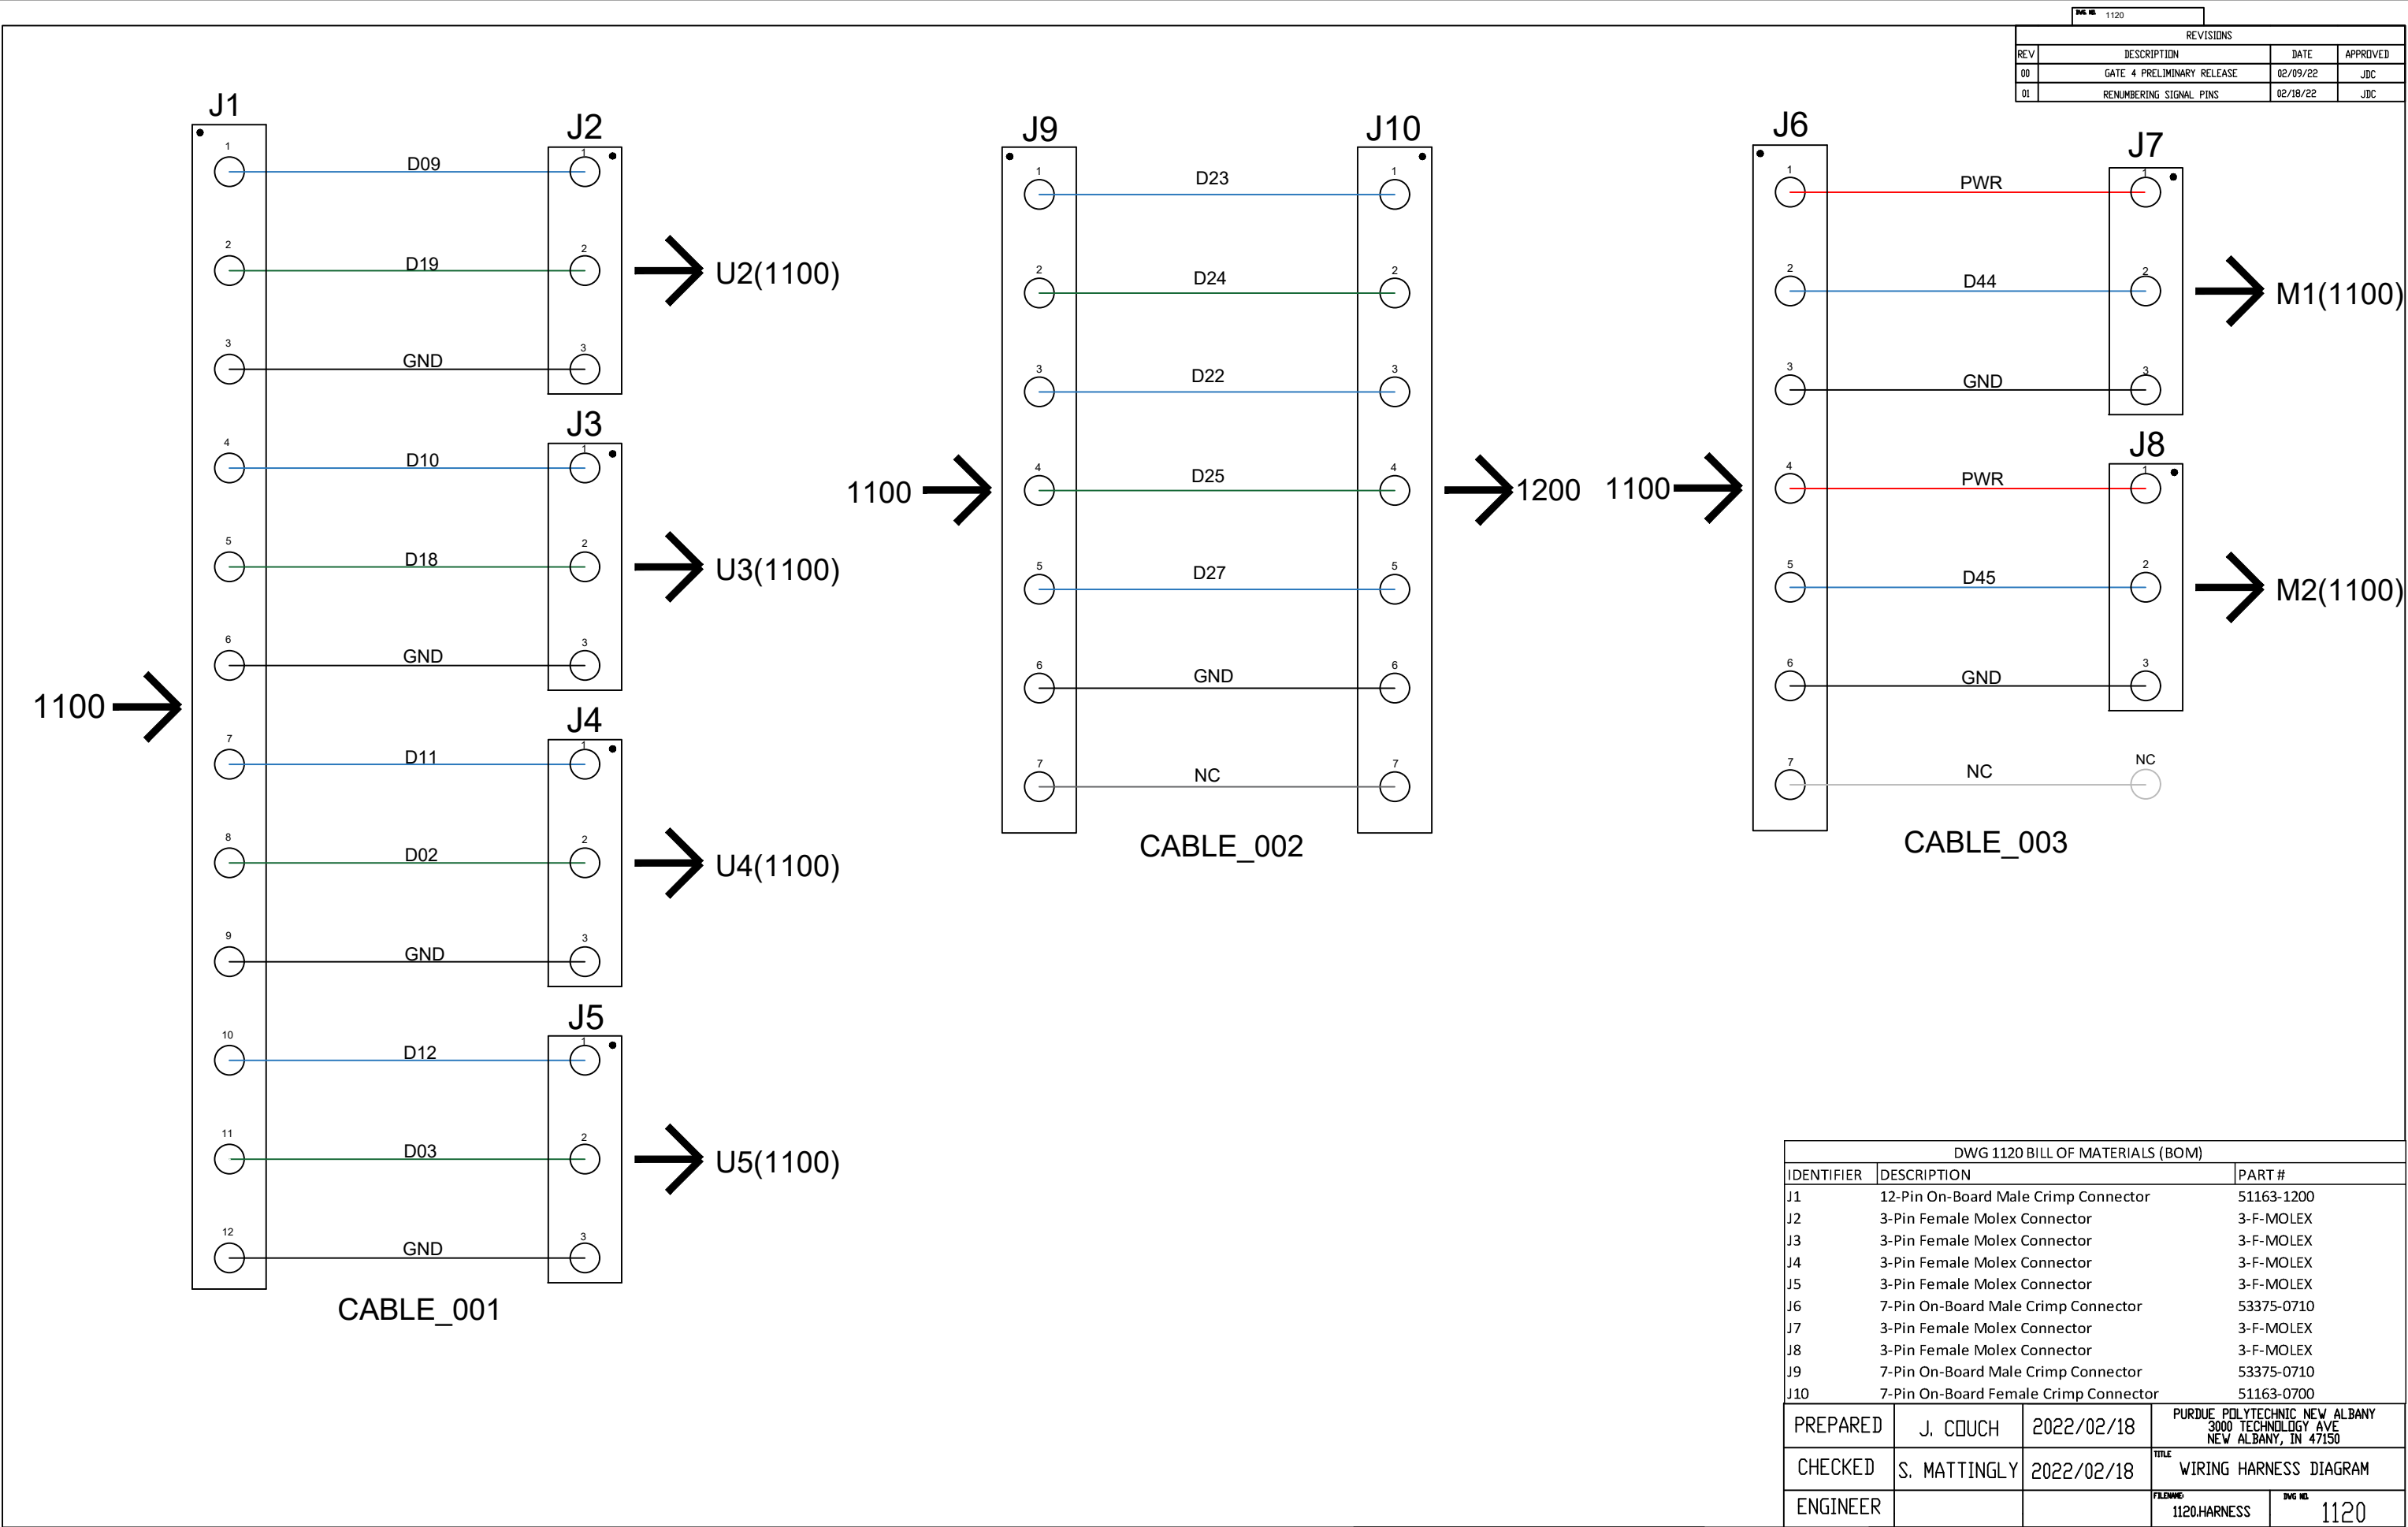 DWG NO. 1120
REVISIONS
REV DESCRIPTION DATE APPROVED
00 GATE 4 PRELIMINARY RELEASE 02/09/22 JDC
01 RENUMBERING SIGNAL PINS 02/18/22 JDC
J1
J2
1 D09 1
2 D19 2
U2(1100)
3 GND 3
J3
4 D10 1
5 D18 2
U3(1100)
6 GND 3
1100
J4
7 D11 1
8 D02 2
U4(1100)
9 GND 3
J5
10 D12 1
11 D03 2
U5(1100)
12 GND 3
CABLE_001
J9
J10
1 D23 1
2 D24 2
3 D22 3
1100
4 D25 4
1200
5 D27 5
6 GND 6
7 NC 7
CABLE_002
J6
J7
1 PWR 1
2 D44 2
M1(1100)
3 GND 3
J8
1100
4 PWR 1
5 D45 2
M2(1100)
6 GND 3
7 NC NC
CABLE_003
DWG 1120 BILL OF MATERIALS (BOM)
IDENTIFIER DESCRIPTION PART #
J1 12-Pin On-Board Male Crimp Connector 51163-1200
J2 3-Pin Female Molex Connector 3-F-MOLEX
J3 3-Pin Female Molex Connector 3-F-MOLEX
J4 3-Pin Female Molex Connector 3-F-MOLEX
J5 3-Pin Female Molex Connector 3-F-MOLEX
J6 7-Pin On-Board Male Crimp Connector 53375-0710
J7 3-Pin Female Molex Connector 3-F-MOLEX
J8 3-Pin Female Molex Connector 3-F-MOLEX
J9 7-Pin On-Board Male Crimp Connector 53375-0710
J10 7-Pin On-Board Female Crimp Connector 51163-0700
PREPARED J. COUCH 2022/02/18
PURDUE POLYTECHNIC NEW ALBANY
3000 TECHNOLOGY AVE
NEW ALBANY, IN 47150
CHECKED S. MATTINGLY 2022/02/18
TITLE
WIRING HARNESS DIAGRAM
ENGINEER
FILENAME:
1120.HARNESS
DWG NO.
1120